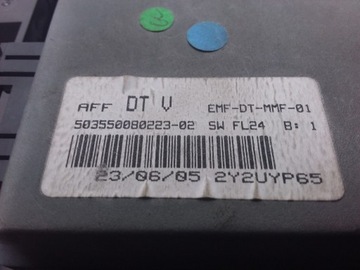 AFF DT V EMF-DT-MMF-01
503550080223-02 SW FL24 B: 1
23/06/05 2Y2UYP65